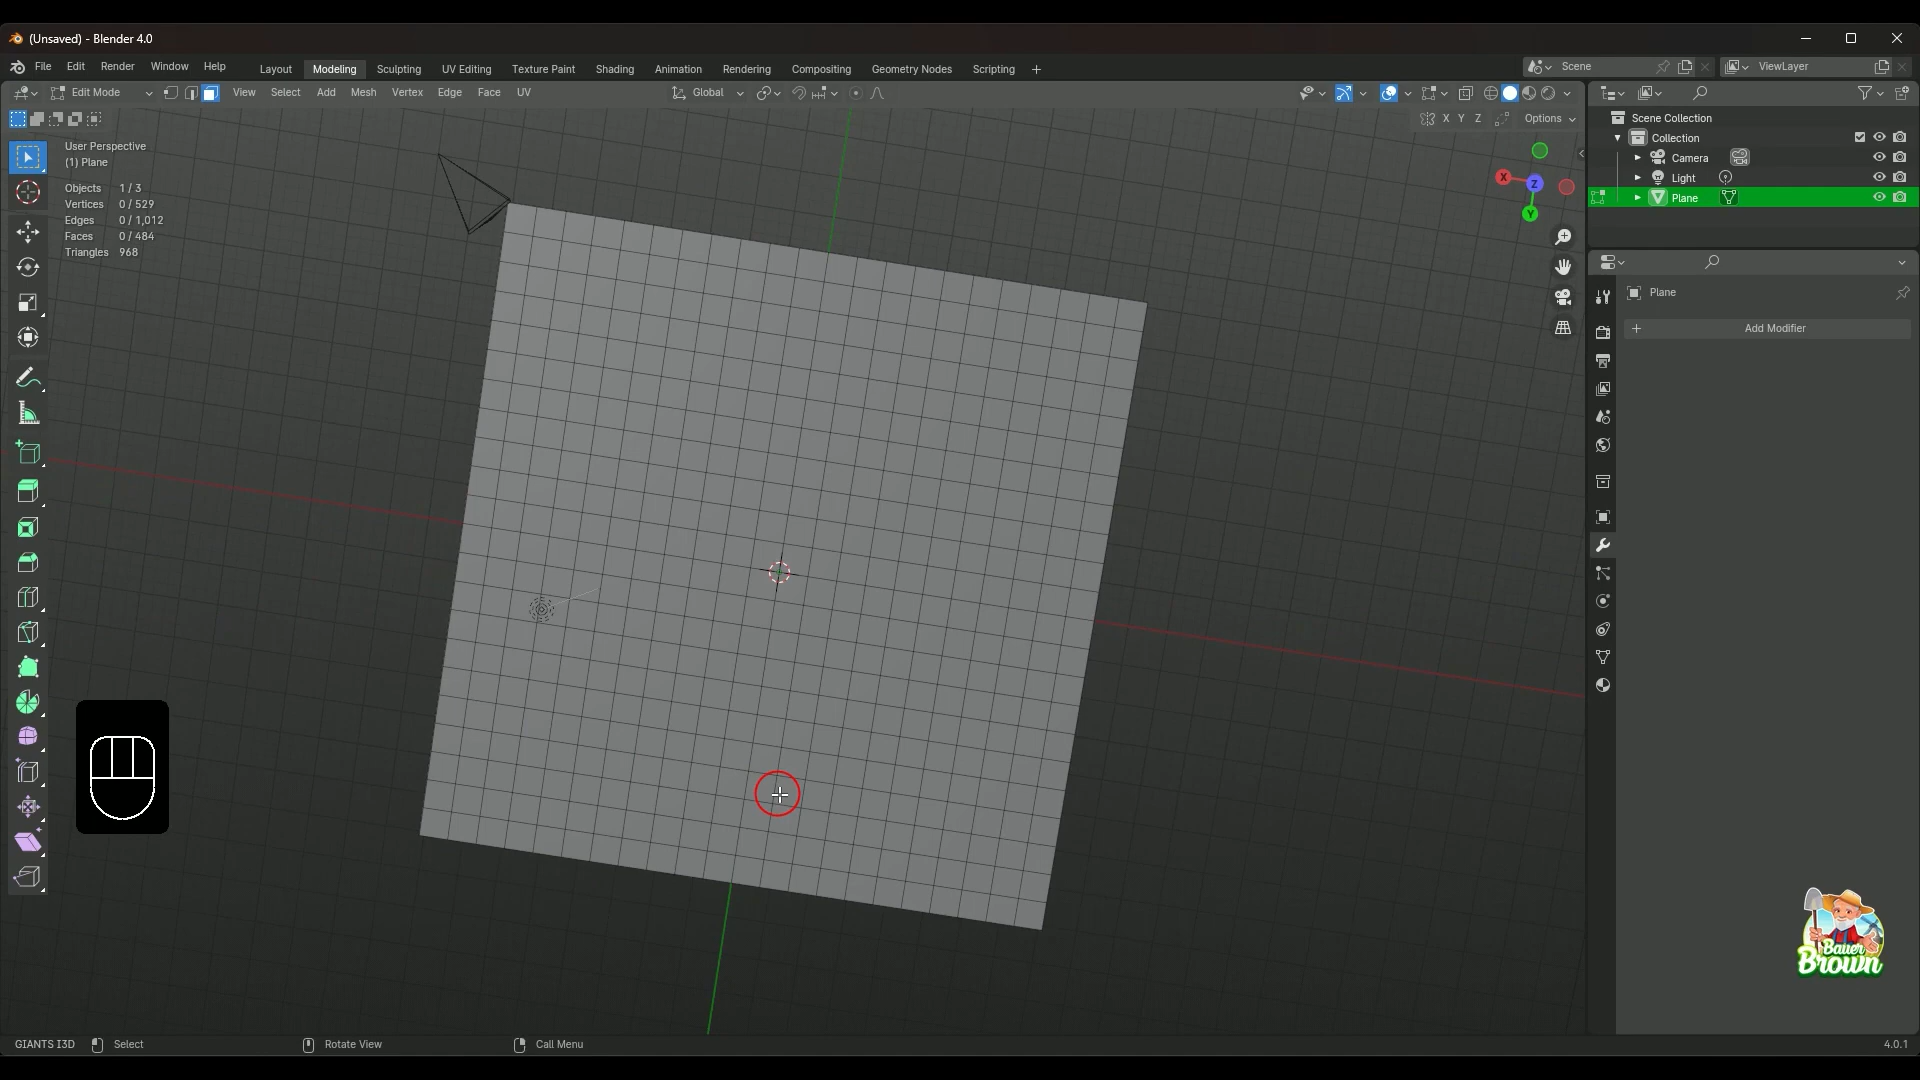 (Unsaved) - Blender 4.0
File Edit Render Window Help
Layout Modeling Sculpting UV Editing Texture Paint Shading Animation Rendering Compositing Geometry Nodes Scripting
Scene ViewLayer
Edit Mode View Select Add Mesh Vertex Edge Face UV Global
X Y Z Options
User Perspective
(1) Plane
Objects 1 / 3
Vertices 0 / 529
Edges 0 / 1,012
Faces 0 / 484
Triangles 968
X
Z
Y
Scene Collection
Collection
Camera
Light
Plane
Plane
Add Modifier
Bauer
Brown
GIANTS I3D Select Rotate View Call Menu 4.0.1